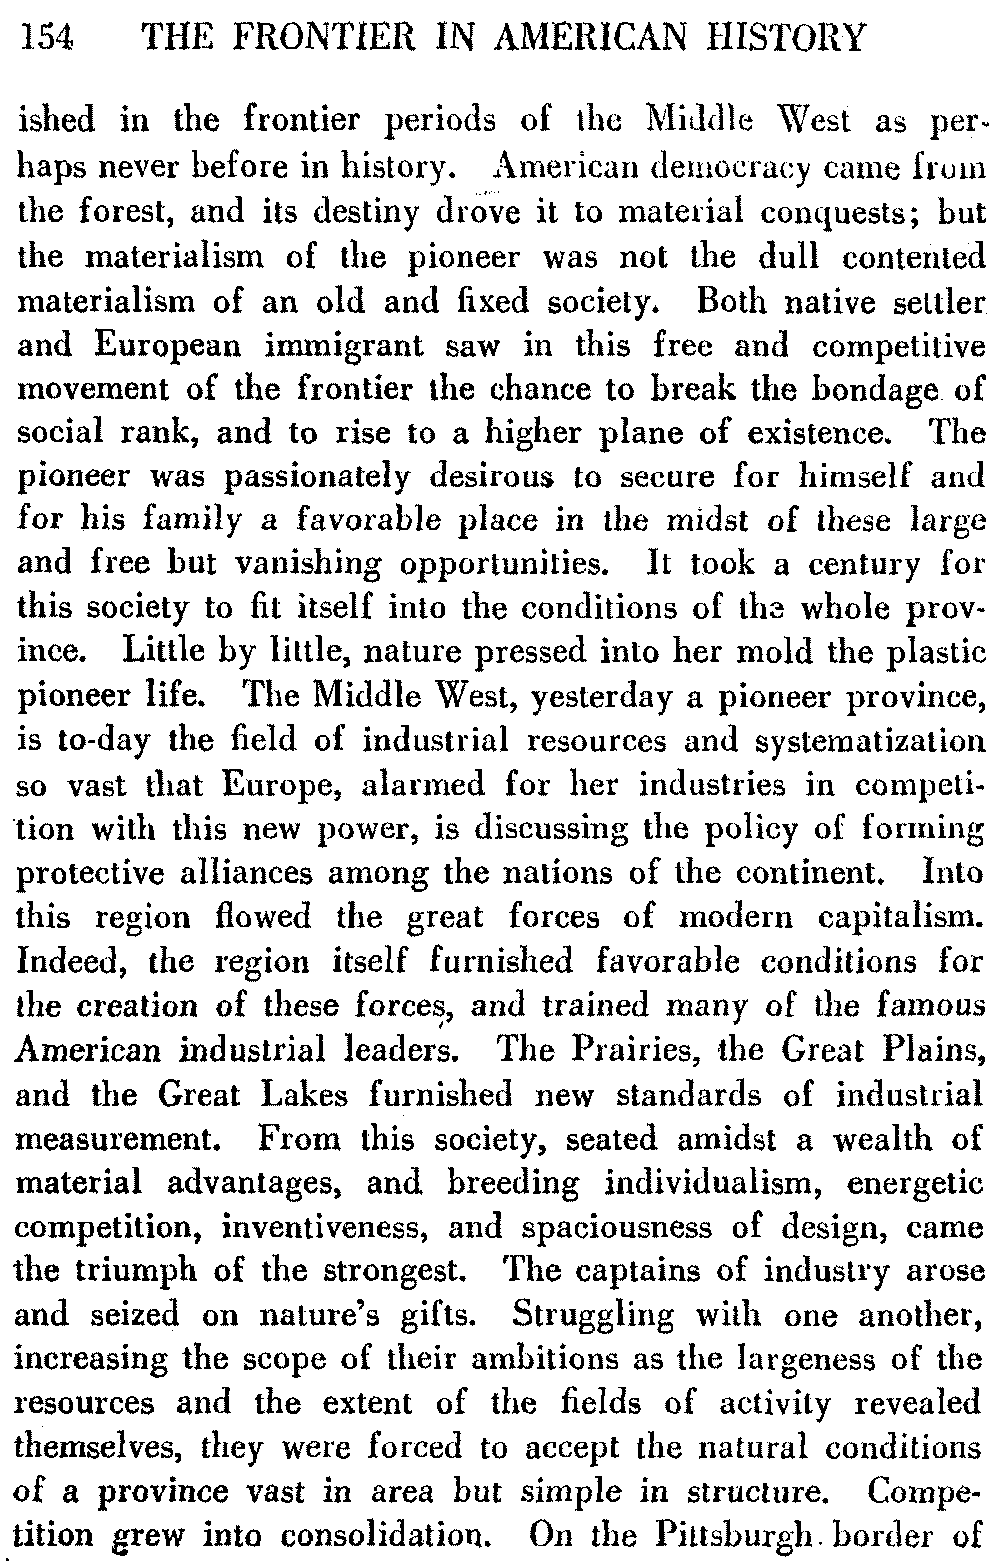 154 THE FRONTIER IN AMERICAN HISTORY
ished in the frontier periods of the Middle West as per-
haps never before in history. American democracy came from
the forest, and its destiny drove it to material conquests; but
the materialism of the pioneer was not the dull contented
materialism of an old and fixed society. Both native settler
and European immigrant saw in this free and competitive
movement of the frontier the chance to break the bondage of
social rank, and to rise to a higher plane of existence. The
pioneer was passionately desirous to secure for himself and
for his family a favorable place in the midst of these large
and free but vanishing opportunities. It took a century for
this society to fit itself into the conditions of the whole prov-
ince. Little by little, nature pressed into her mold the plastic
pioneer life. The Middle West, yesterday a pioneer province,
is to-day the field of industrial resources and systematization
so vast that Europe, alarmed for her industries in competi-
tion with this new power, is discussing the policy of forming
protective alliances among the nations of the continent. Into
this region flowed the great forces of modern capitalism.
Indeed, the region itself furnished favorable conditions for
the creation of these forces, and trained many of the famous
American industrial leaders. The Prairies, the Great Plains,
and the Great Lakes furnished new standards of industrial
measurement. From this society, seated amidst a wealth of
material advantages, and breeding individualism, energetic
competition, inventiveness, and spaciousness of design, came
the triumph of the strongest. The captains of industry arose
and seized on nature's gifts. Struggling with one another,
increasing the scope of their ambitions as the largeness of the
resources and the extent of the fields of activity revealed
themselves, they were forced to accept the natural conditions
of a province vast in area but simple in structure. Compe-
tition grew into consolidation. On the Pittsburgh border of